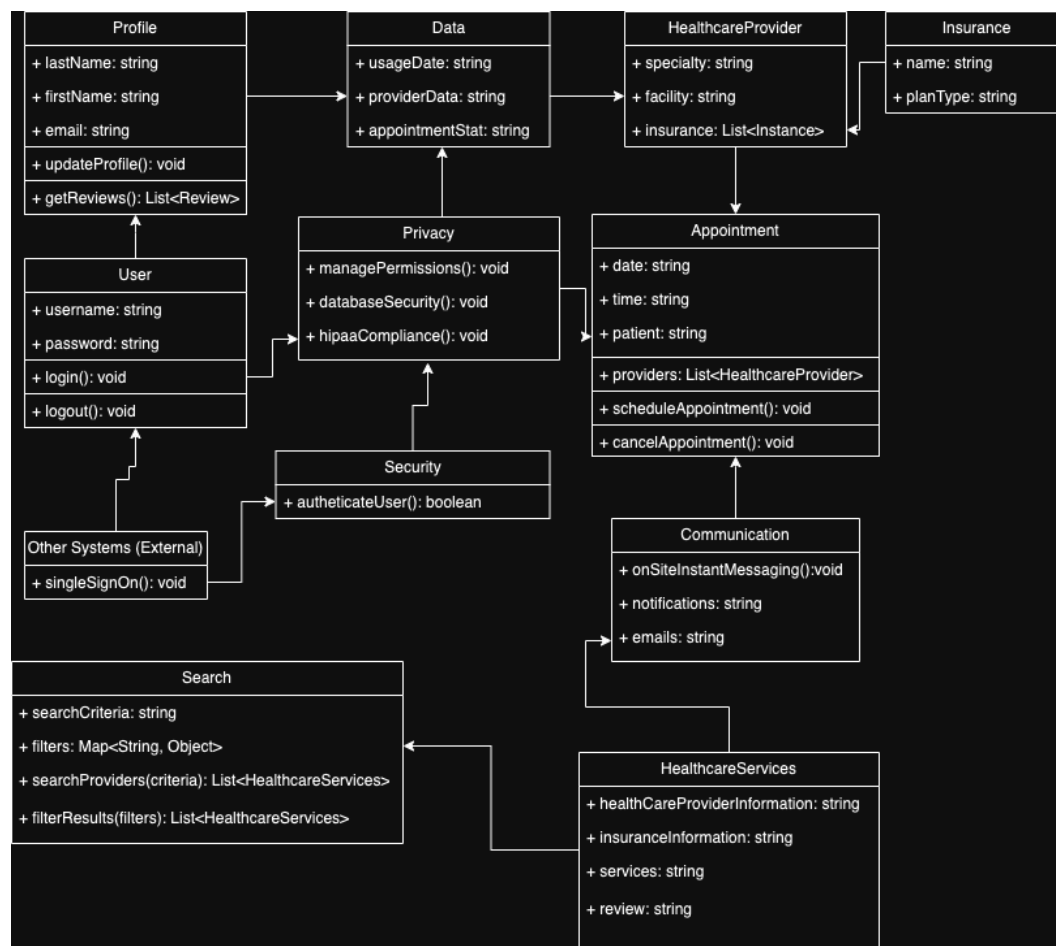 Profile
+ lastName: string
+ firstName: string
+ email: string
+ updateProfile(): void
+ getReviews(): List<Review>
Data
+ usageDate: string
+ providerData: string
+ appointmentStat: string
HealthcareProvider
+ specialty: string
+ facility: string
+ insurance: List<Instance>
Insurance
+ name: string
+ planType: string
User
+ username: string
+ password: string
+ login(): void
+ logout(): void
Privacy
+ managePermissions(): void
+ databaseSecurity(): void
+ hipaaCompliance(): void
Appointment
+ date: string
+ time: string
+ patient: string
+ providers: List<HealthcareProvider>
+ scheduleAppointment(): void
+ cancelAppointment(): void
Security
+ autheticateUser(): boolean
Other Systems (External)
+ singleSignOn(): void
Communication
+ onSiteInstantMessaging():void
+ notifications: string
+ emails: string
Search
+ searchCriteria: string
+ filters: Map<String, Object>
+ searchProviders(criteria): List<HealthcareServices>
+ filterResults(filters): List<HealthcareServices>
HealthcareServices
+ healthCareProviderInformation: string
+ insuranceInformation: string
+ services: string
+ review: string